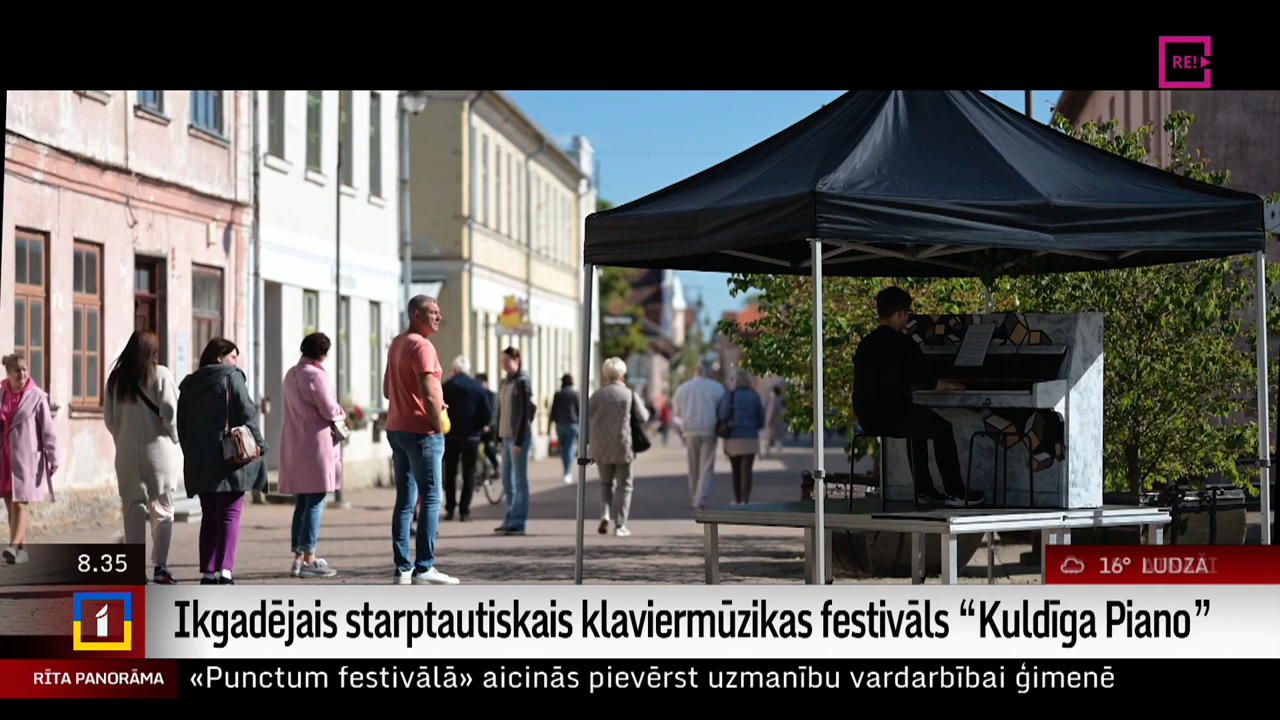 RE!
8.35
16° LUDZĀ
1
Ikgadējais starptautiskais klaviermūzikas festivāls “Kuldīga Piano”
RĪTA PANORĀMA
«Punctum festivālā» aicinās pievērst uzmanību vardarbībai ģimenē